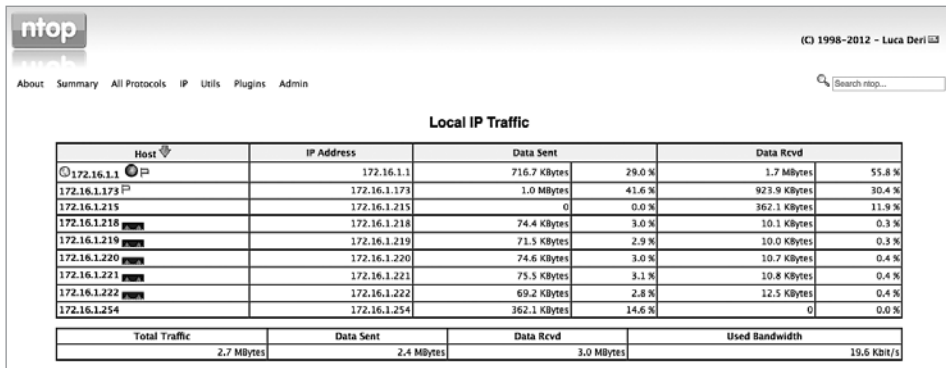 ntop
(C) 1998-2012 - Luca Deri
About Summary All Protocols IP Utils Plugins Admin
Search ntop...
Local IP Traffic
Host IP Address Data Sent Data Rcvd
172.16.1.1 172.16.1.1 716.7 KBytes 29.0 % 1.7 MBytes 55.8 %
172.16.1.173 172.16.1.173 1.0 MBytes 41.6 % 923.9 KBytes 30.4 %
172.16.1.215 172.16.1.215 0 0.0 % 362.1 KBytes 11.9 %
172.16.1.218 172.16.1.218 74.4 KBytes 3.0 % 10.1 KBytes 0.3 %
172.16.1.219 172.16.1.219 71.5 KBytes 2.9 % 10.0 KBytes 0.3 %
172.16.1.220 172.16.1.220 74.6 KBytes 3.0 % 10.7 KBytes 0.4 %
172.16.1.221 172.16.1.221 75.5 KBytes 3.1 % 10.8 KBytes 0.4 %
172.16.1.222 172.16.1.222 69.2 KBytes 2.8 % 12.5 KBytes 0.4 %
172.16.1.254 172.16.1.254 362.1 KBytes 14.6 % 0 0.0 %
Total Traffic Data Sent Data Rcvd Used Bandwidth
2.7 MBytes 2.4 MBytes 3.0 MBytes 19.6 Kbit/s